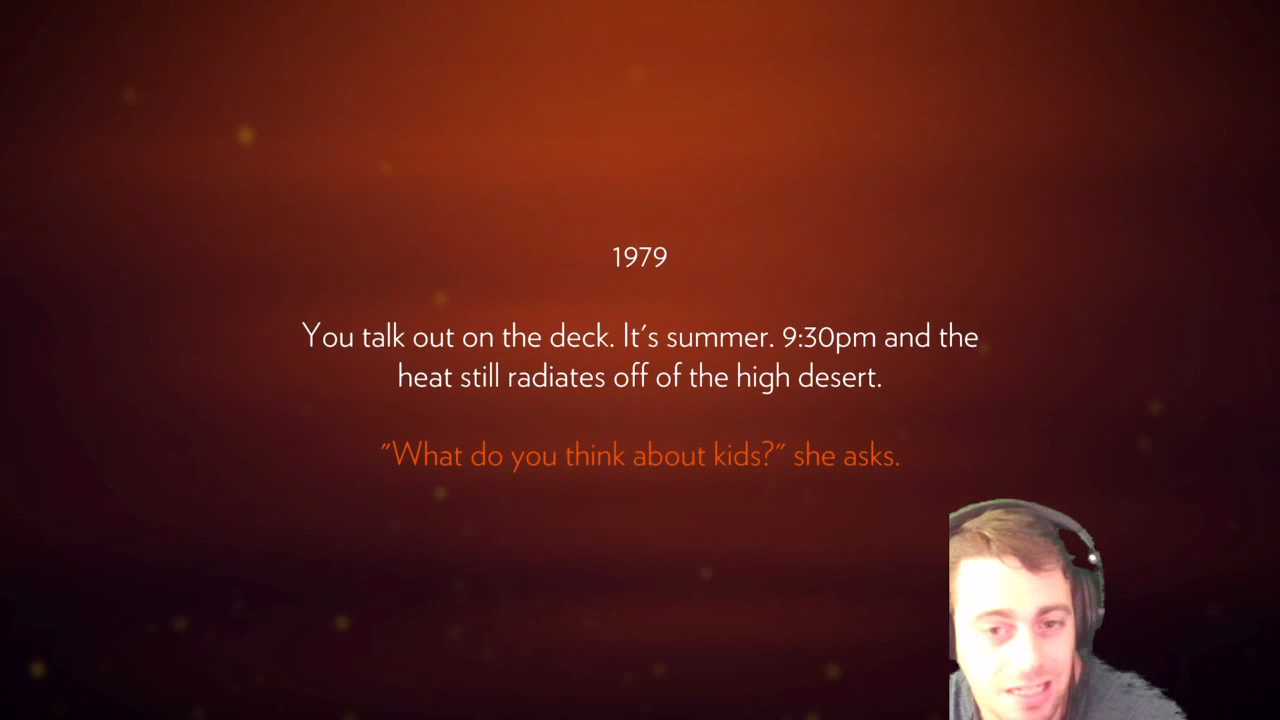 1979
You talk out on the deck. It's summer. 9:30pm and the
heat still radiates off of the high desert.
"What do you think about kids?" she asks.